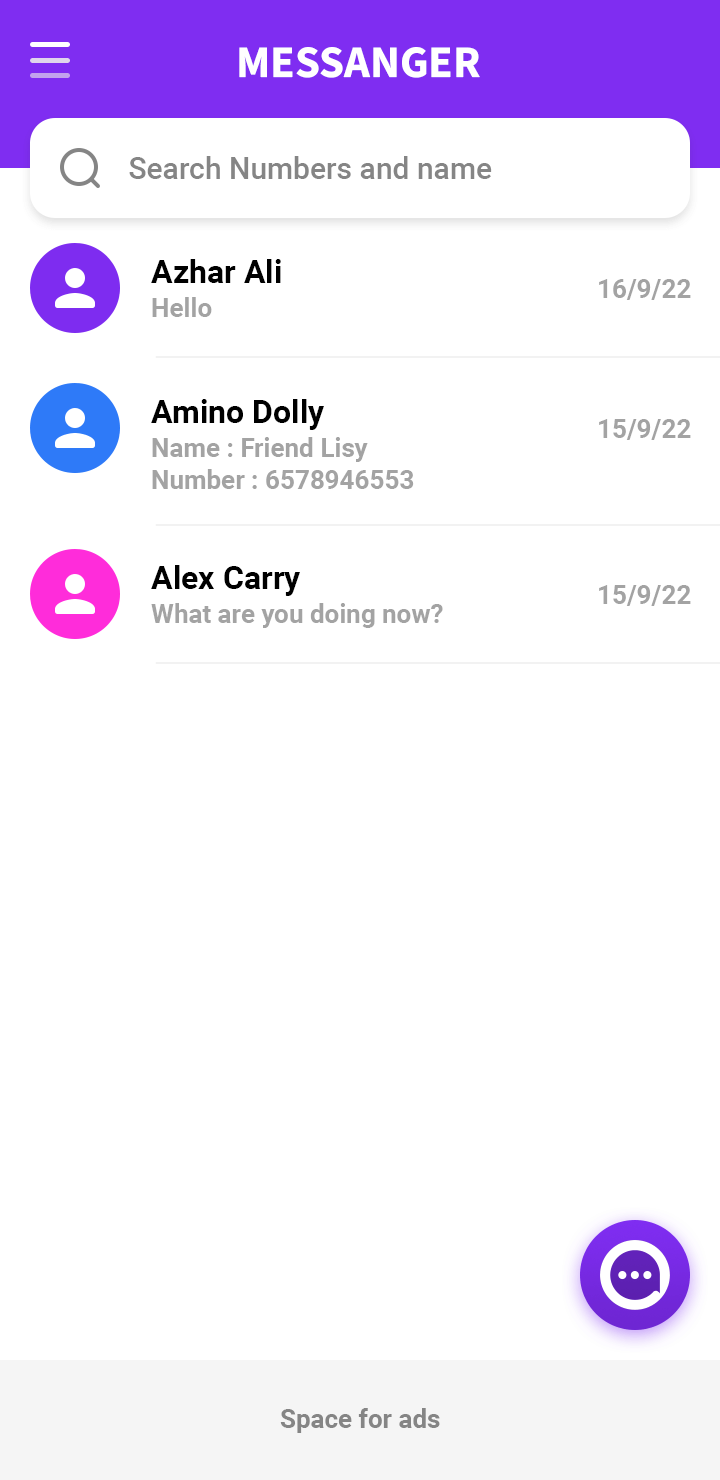 MESSANGER
Search Numbers and name
Azhar Ali
Hello
16/9/22
Amino Dolly
Name : Friend Lisy
Number : 6578946553
15/9/22
Alex Carry
What are you doing now?
15/9/22
Space for ads